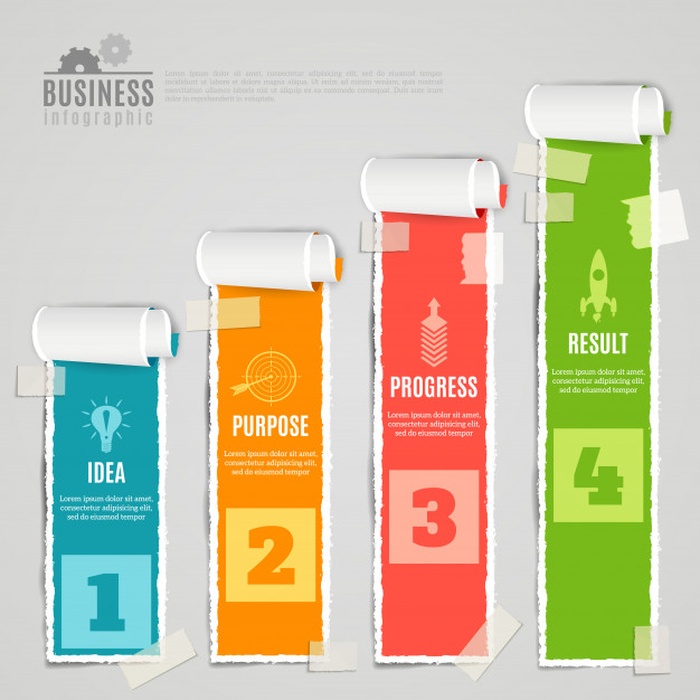 BUSINESS
infographic
Lorem ipsum dolor sit amet, consectetur adipisicing elit, sed do eiusmod tempor
incididunt ut labore et dolore magna aliqua. Ut enim ad minim veniam, quis nostrud
exercitation ullamco laboris nisi ut aliquip ex ea commodo consequat. Duis aute irure
dolor in reprehenderit in voluptate.
RESULT
Lorem ipsum dolor sit amet,
consectetur adipisicing elit,
sed do eiusmod tempor
4
PROGRESS
Lorem ipsum dolor sit amet,
consectetur adipisicing elit,
sed do eiusmod tempor
3
PURPOSE
Lorem ipsum dolor sit amet,
consectetur adipisicing elit,
sed do eiusmod tempor
2
IDEA
Lorem ipsum dolor sit amet,
consectetur adipisicing elit,
sed do eiusmod tempor
1